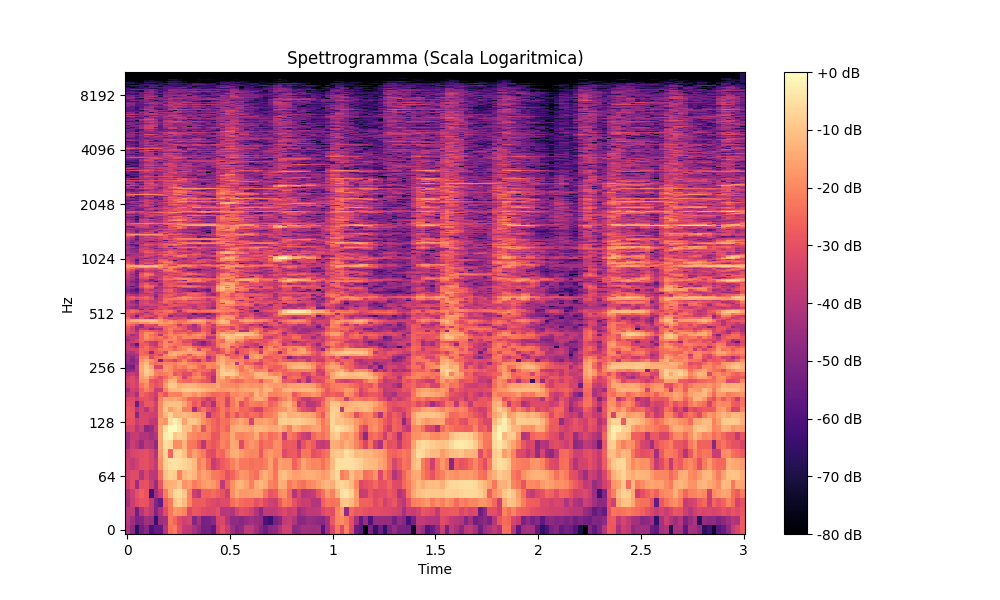 Spettrogramma (Scala Logaritmica)
8192
4096
2048
1024
512
256
128
64
0
Hz
0
0.5
1
1.5
2
2.5
3
Time
+0 dB
-10 dB
-20 dB
-30 dB
-40 dB
-50 dB
-60 dB
-70 dB
-80 dB